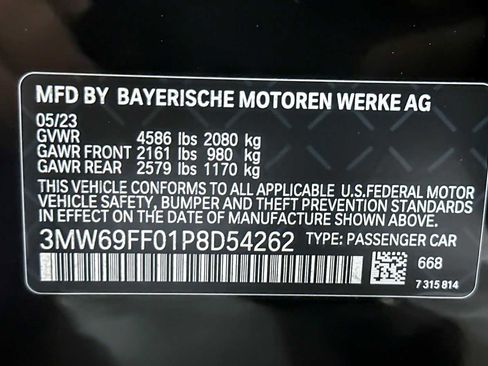 MFD BY BAYERISCHE MOTOREN WERKE AG
05/23
GVWR 4586 lbs 2080 kg
GAWR FRONT 2161 lbs 980 kg
GAWR REAR 2579 lbs 1170 kg
THIS VEHICLE CONFORMS TO ALL APPLICABLE U.S.FEDERAL MOTOR
VEHICLE SAFETY, BUMPER AND THEFT PREVENTION STANDARDS
IN EFFECT ON THE DATE OF MANUFACTURE SHOWN ABOVE.
3MW69FF01P8D54262 TYPE: PASSENGER CAR
668
7 315 814